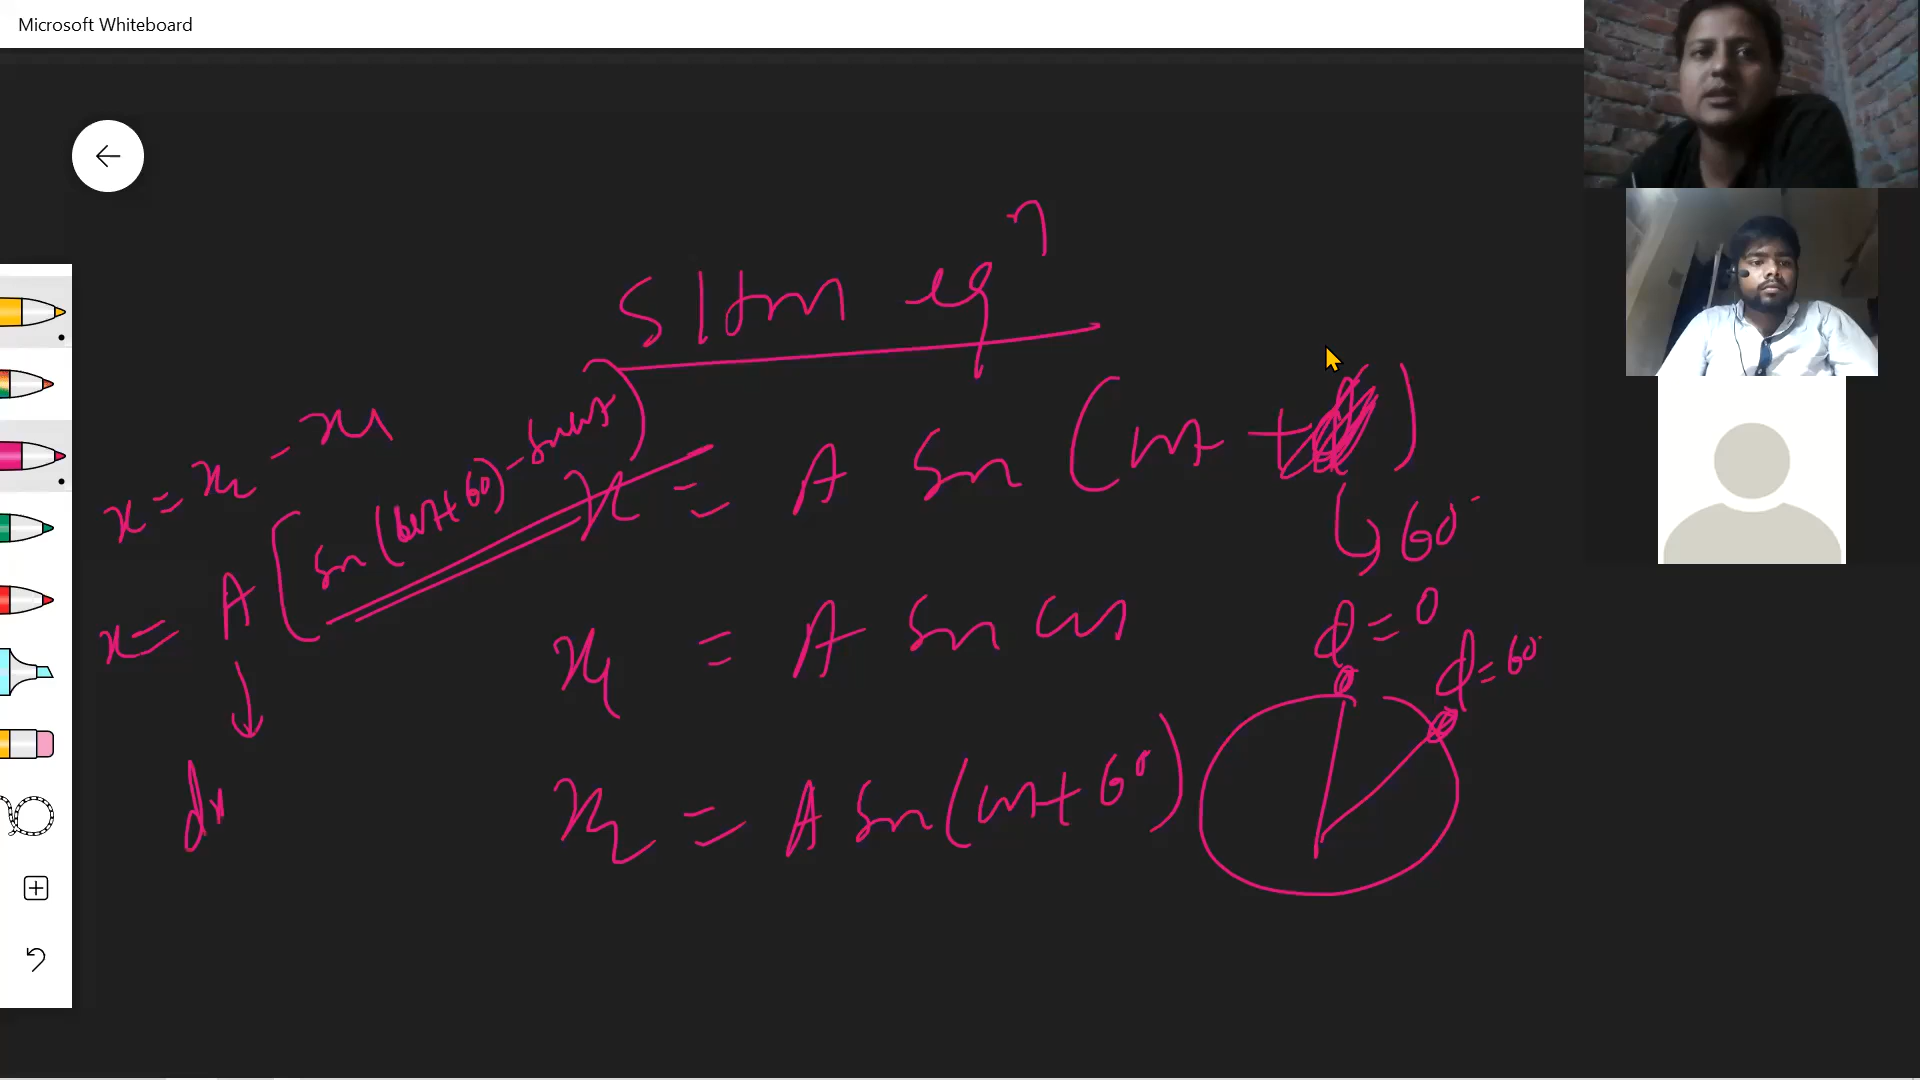 Microsoft Whiteboard
SHM eqⁿ
x = A Sin (ωt + ϕ)
↳ 60°
x = x₂ - x₁
x = A [Sin (ωt + 60) - Sin ωt]
x₁ = A Sin ωt
ϕ = 0
ϕ = 60°
x₂ = A Sin (ωt + 60°)
dx